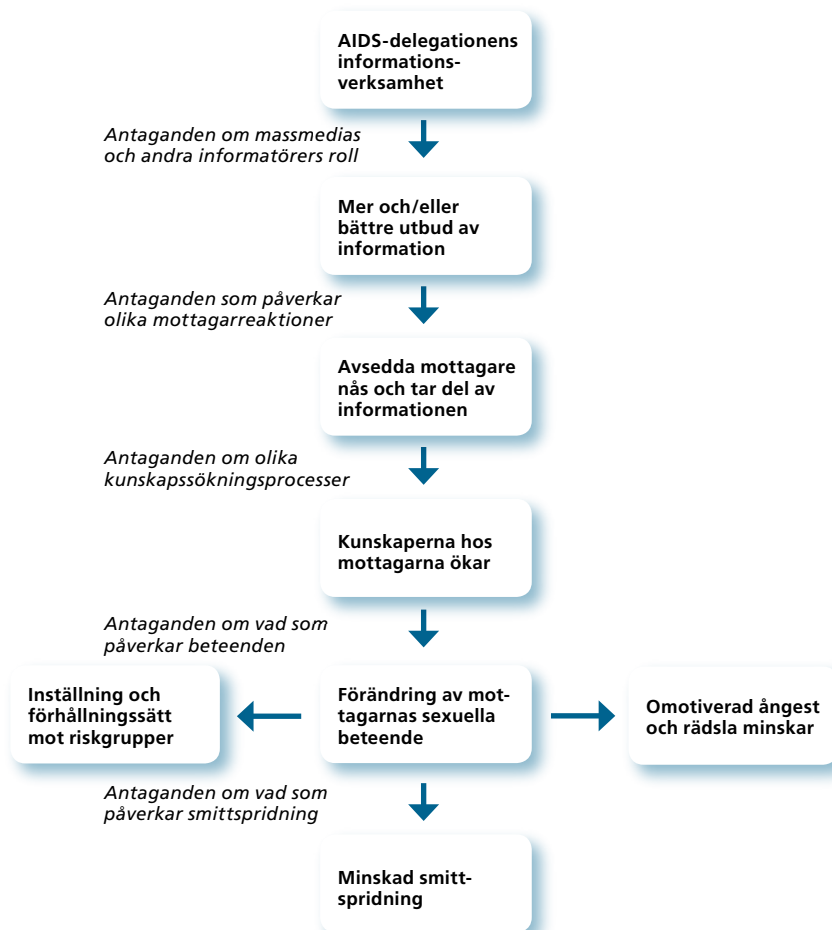 AIDS-delegationens
informations-
verksamhet
Antaganden om massmedias
och andra informatörers roll
Mer och/eller
bättre utbud av
information
Antaganden som påverkar
olika mottagarreaktioner
Avsedda mottagare
nås och tar del av
informationen
Antaganden om olika
kunskapssökningsprocesser
Kunskaperna hos
mottagarna ökar
Antaganden om vad som
påverkar beteenden
Inställning och
förhållningssätt
mot riskgrupper
Förändring av mot-
tagarnas sexuella
beteende
Omotiverad ångest
och rädsla minskar
Antaganden om vad som
påverkar smittspridning
Minskad smitt-
spridning